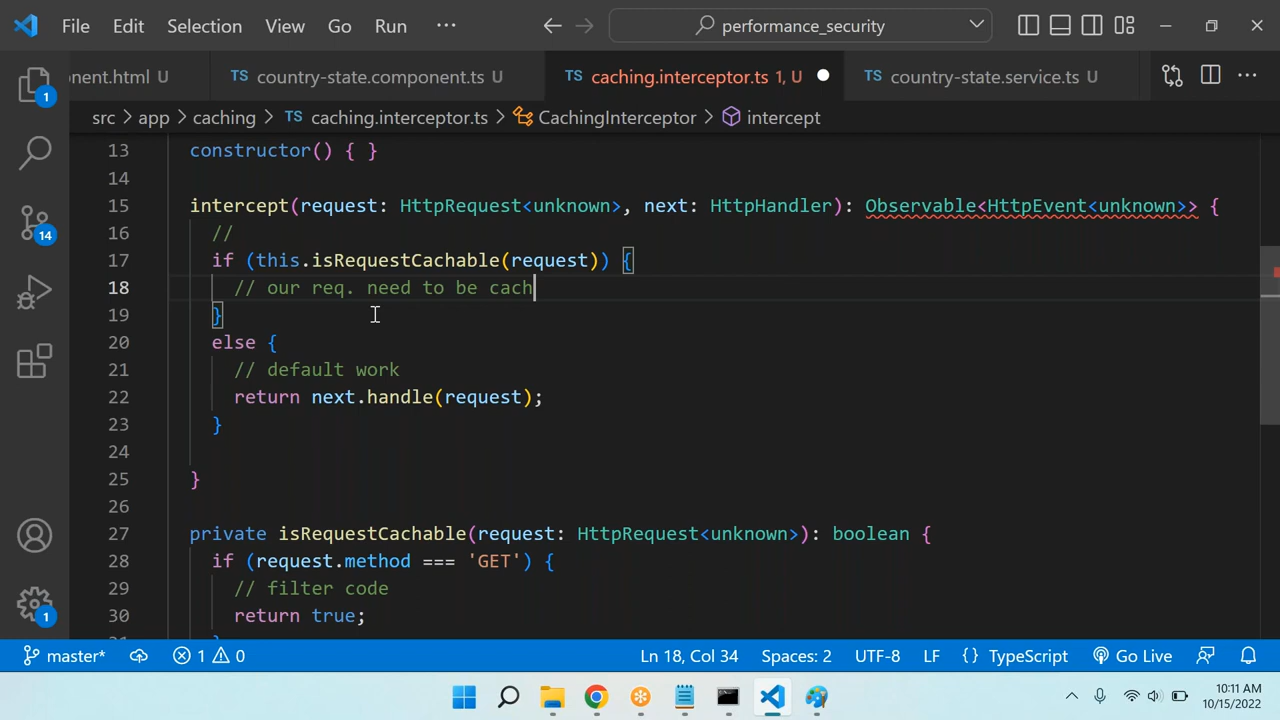 File Edit Selection View Go Run ··· performance_security
nent.html U TS country-state.component.ts U TS caching.interceptor.ts 1, U TS country-state.service.ts U
src > app > caching > TS caching.interceptor.ts > CachingInterceptor > intercept
13 constructor() { }
14
15 intercept(request: HttpRequest<unknown>, next: HttpHandler): Observable<HttpEvent<unknown>> {
16 //
17 if (this.isRequestCachable(request)) {
18 // our req. need to be cach
19 }
20 else {
21 // default work
22 return next.handle(request);
23 }
24
25 }
26
27 private isRequestCachable(request: HttpRequest<unknown>): boolean {
28 if (request.method === 'GET') {
29 // filter code
30 return true;
1
14
1
master* 1 0 Ln 18, Col 34 Spaces: 2 UTF-8 LF {} TypeScript Go Live
10:11 AM
10/15/2022